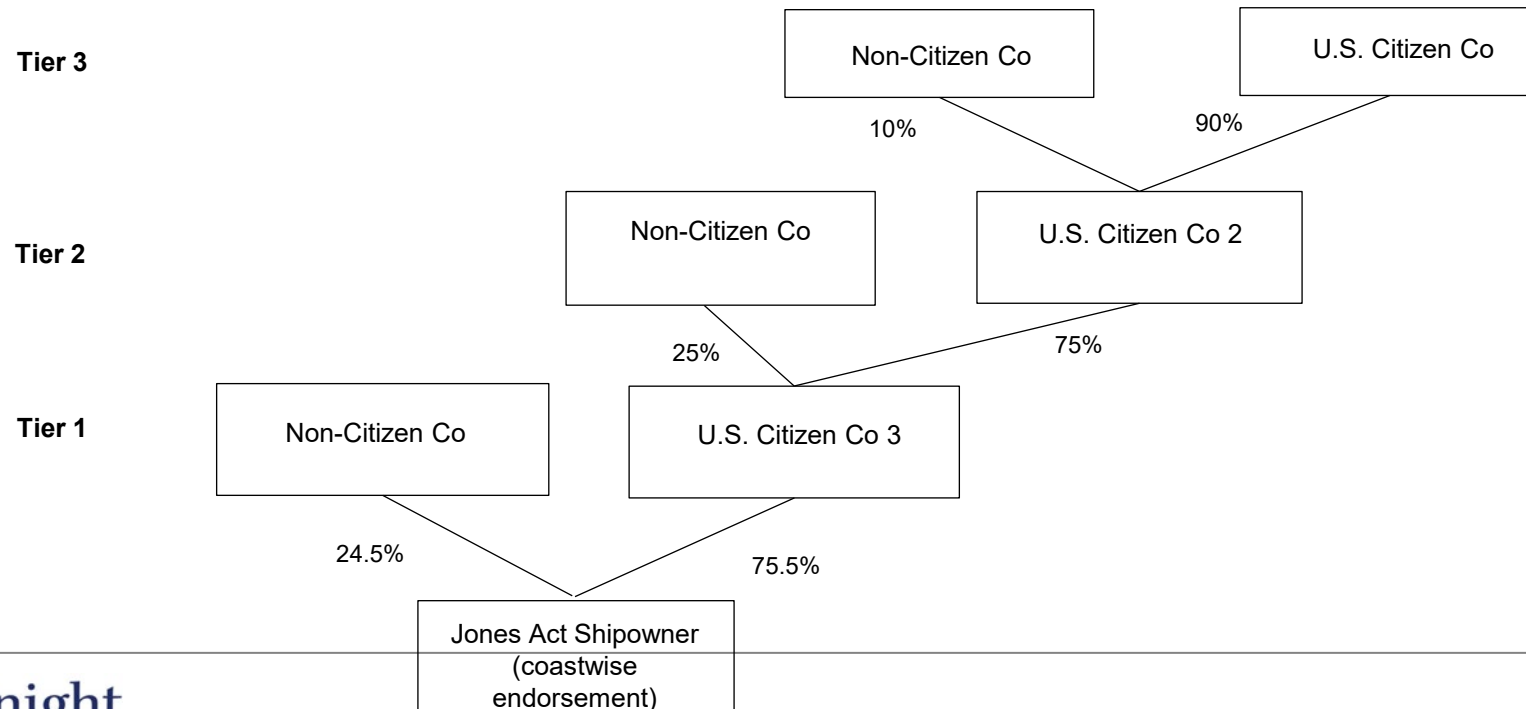 Tier 3
Non-Citizen Co
U.S. Citizen Co
10%
90%
Tier 2
Non-Citizen Co
U.S. Citizen Co 2
25%
75%
Tier 1
Non-Citizen Co
U.S. Citizen Co 3
24.5%
75.5%
Jones Act Shipowner
(coastwise
endorsement)
night